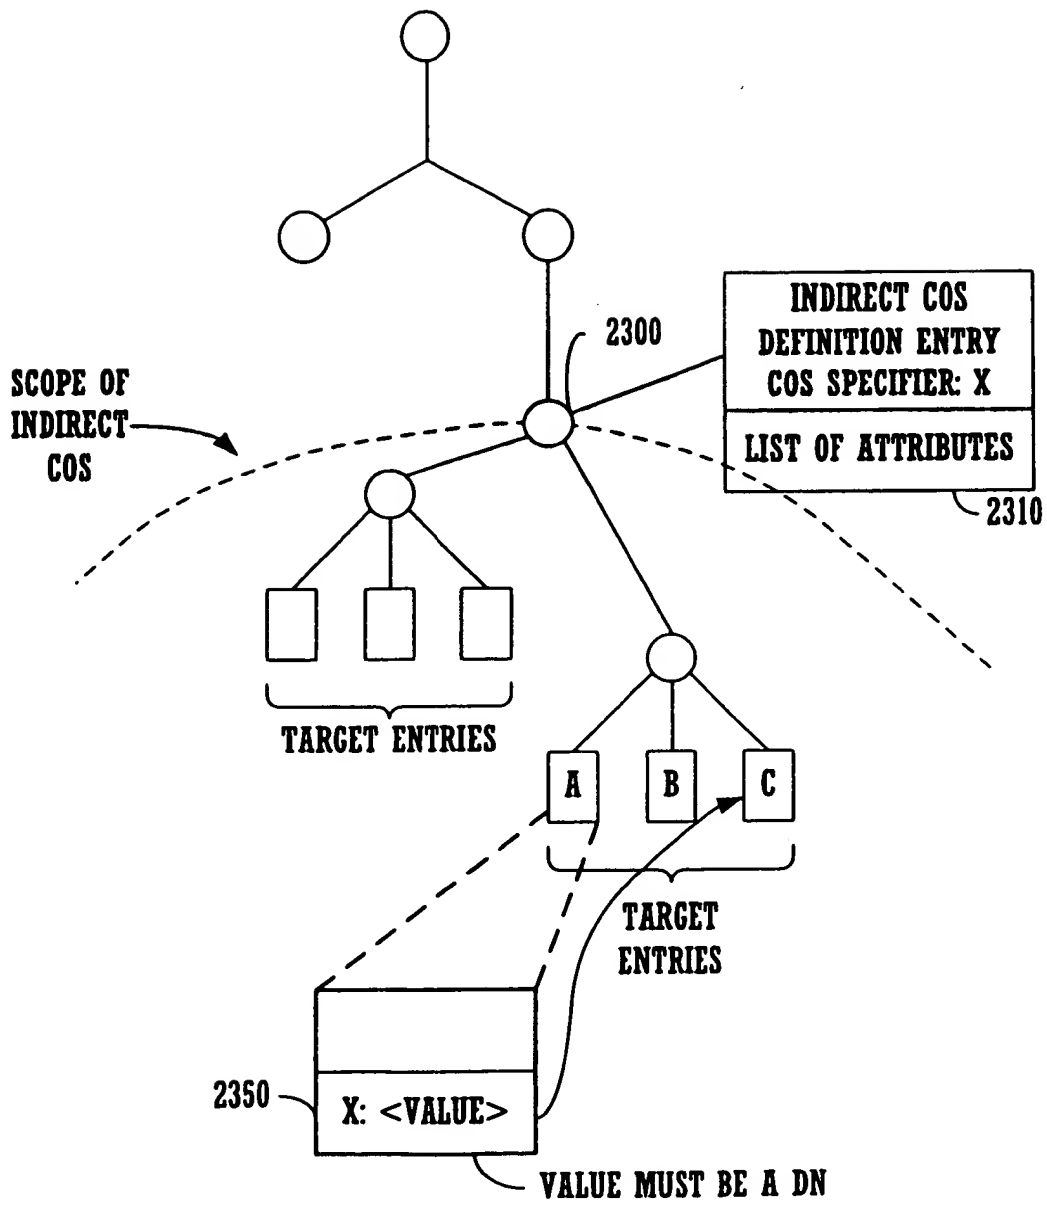 2300
INDIRECT COS
DEFINITION ENTRY
COS SPECIFIER: X
LIST OF ATTRIBUTES
2310
SCOPE OF
INDIRECT
COS
TARGET ENTRIES
A
B
C
TARGET
ENTRIES
2350
X: <VALUE>
VALUE MUST BE A DN